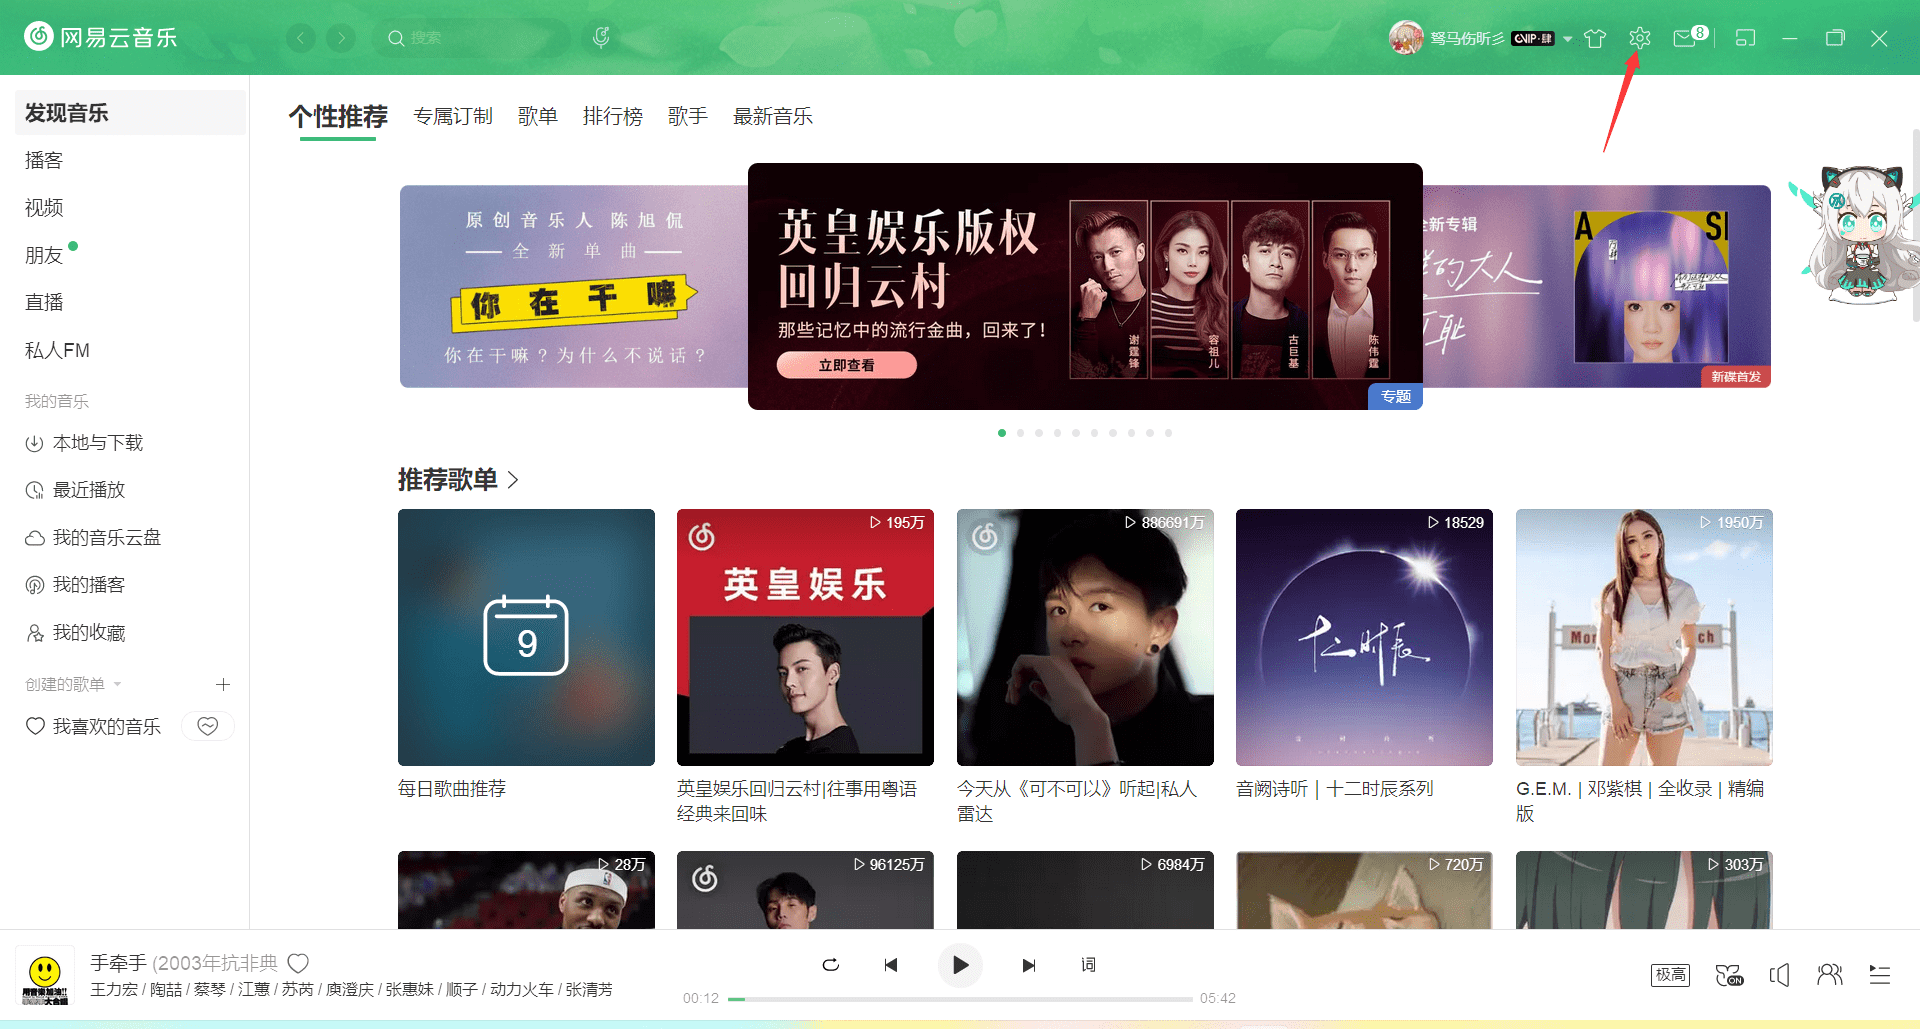 网易云音乐
搜索
驽马伤昕彡 VIP·肆
8
发现音乐
播客
视频
朋友
直播
私人FM
我的音乐
本地与下载
最近播放
我的音乐云盘
我的播客
我的收藏
创建的歌单
我喜欢的音乐
个性推荐 专属订制 歌单 排行榜 歌手 最新音乐
原创音乐人 陈旭侃
全新单曲
你在干嘛
你在干嘛?为什么不说话?
英皇娱乐版权
回归云村
那些记忆中的流行金曲，回来了!
立即查看
谢霆锋
容祖儿
古巨基
陈伟霆
专题
全新专辑
的大人
可耻
新碟首发
推荐歌单
9
195万
英皇娱乐
886691万
18529
十二时辰
1950万
每日歌曲推荐
英皇娱乐回归云村|往事用粤语
经典来回味
今天从《可不可以》听起|私人
雷达
音阙诗听 | 十二时辰系列
G.E.M. | 邓紫棋 | 全收录 | 精编
版
28万
96125万
6984万
720万
303万
手牵手 (2003年抗非典
王力宏 / 陶喆 / 蔡琴 / 江蕙 / 苏芮 / 庾澄庆 / 张惠妹 / 顺子 / 动力火车 / 张清芳
词
00:12
05:42
极高
ON